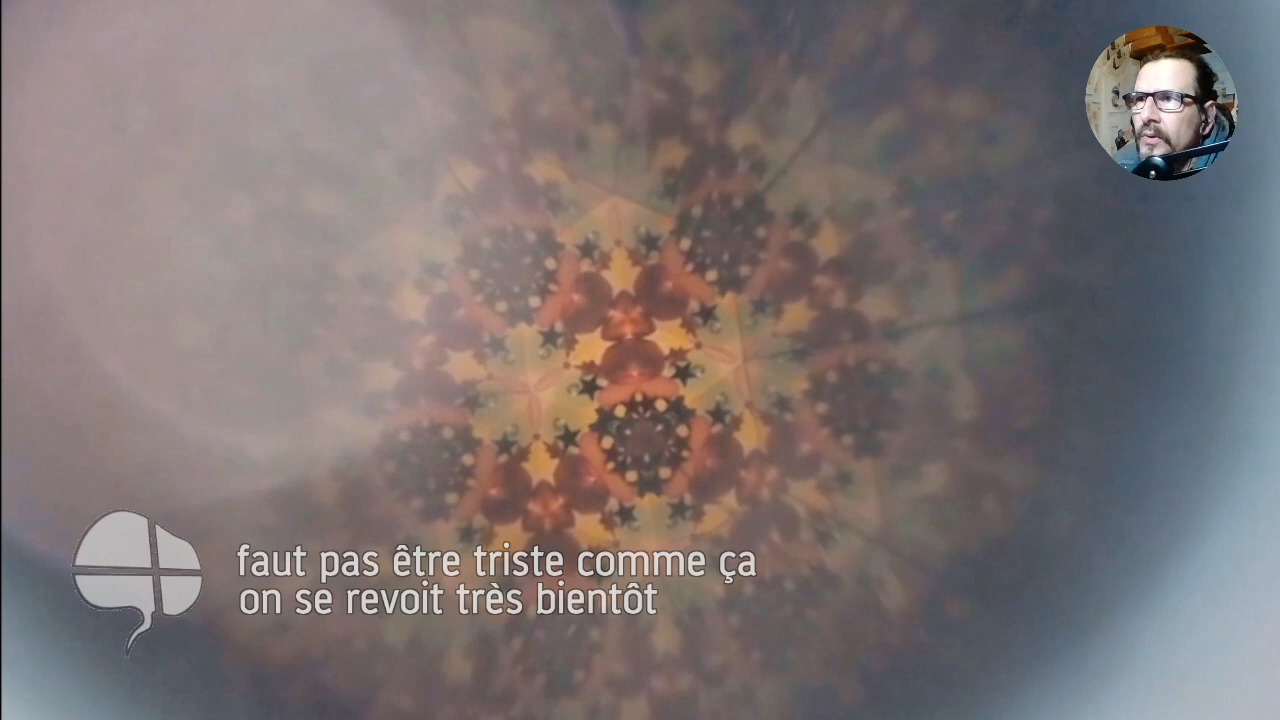 faut pas être triste comme ça
on se revoit très bientôt